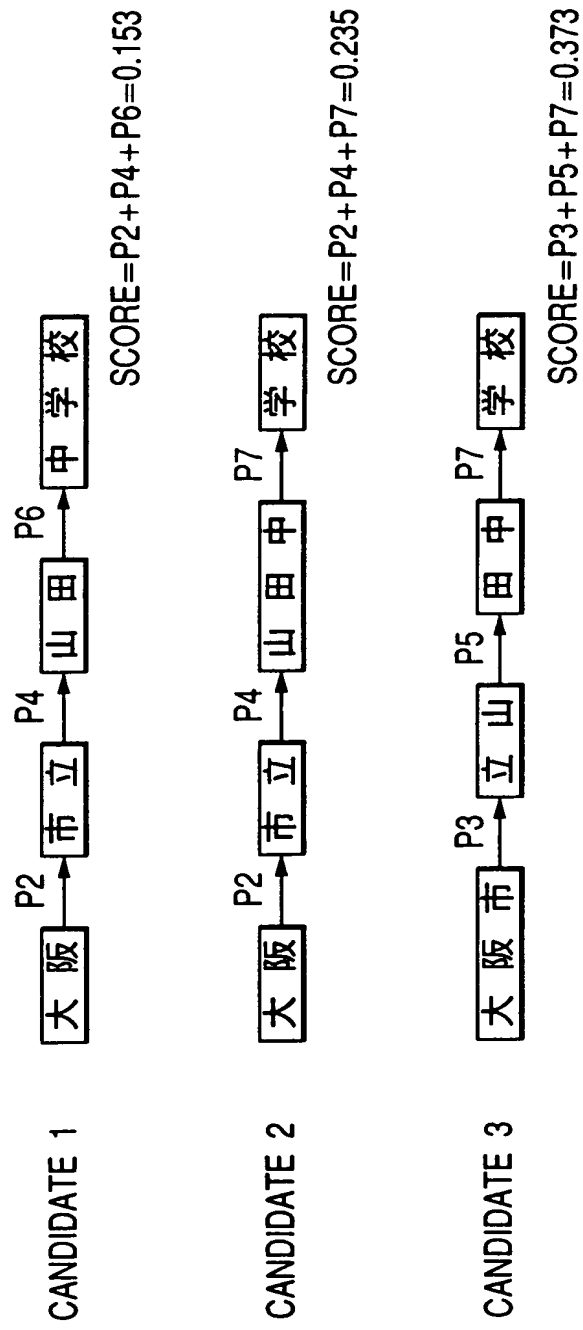 CANDIDATE 1
P2 P4 P6
大阪 市立 山田 中学校
SCORE=P2+P4+P6=0.153
CANDIDATE 2
P2 P4 P7
大阪 市立 山田中 学校
SCORE=P2+P4+P7=0.235
CANDIDATE 3
P3 P5 P7
大阪市 立山 田中 学校
SCORE=P3+P5+P7=0.373